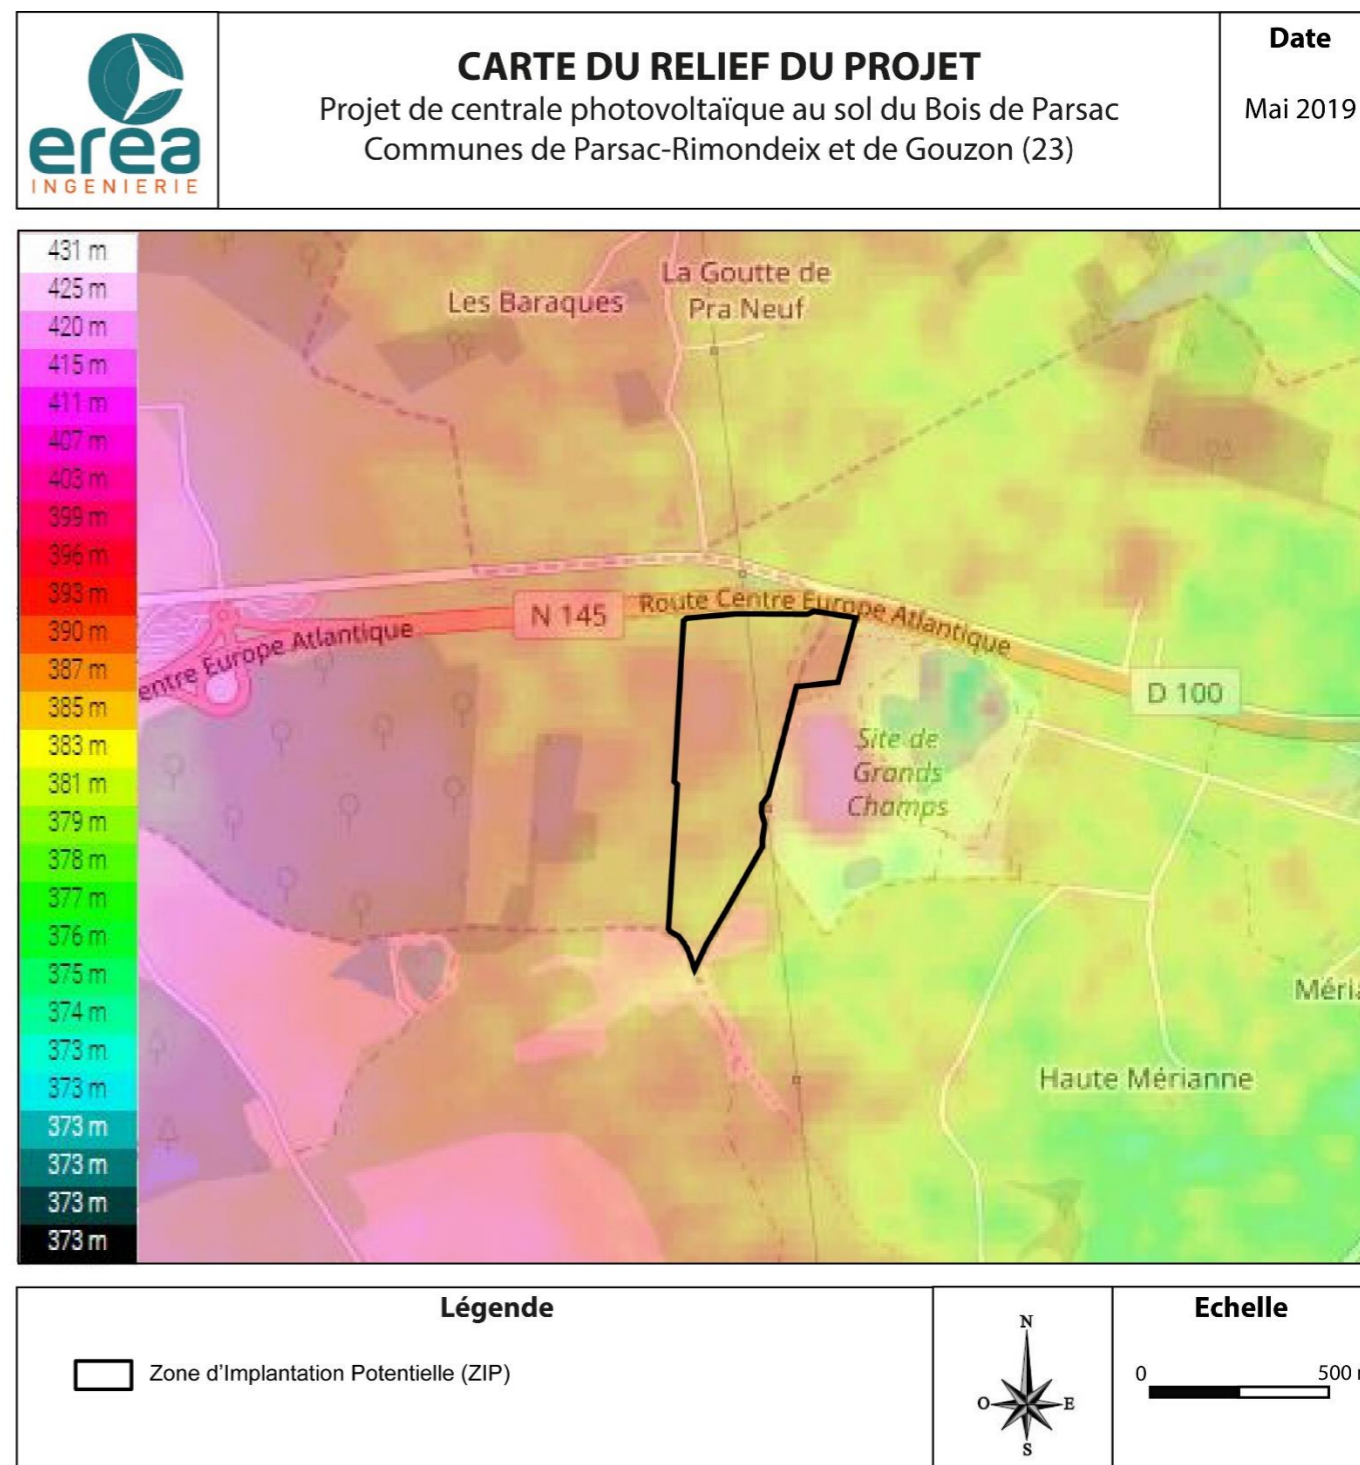 erea
INGENIERIE
CARTE DU RELIEF DU PROJET
Projet de centrale photovoltaïque au sol du Bois de Parsac
Communes de Parsac-Rimondeix et de Gouzon (23)
Date
Mai 2019
431 m
425 m
420 m
415 m
411 m
407 m
403 m
399 m
396 m
393 m
390 m
387 m
385 m
383 m
381 m
379 m
378 m
377 m
376 m
375 m
374 m
373 m
373 m
373 m
373 m
373 m
373 m
La Goutte de
Pra Neuf
Les Baraques
N 145
Route Centre Europe Atlantique
entre Europe Atlantique
D 100
Site de
Grands
Champs
Méria
Haute Mérianne
Légende
Zone d'Implantation Potentielle (ZIP)
N
O
E
S
Echelle
0
500 m